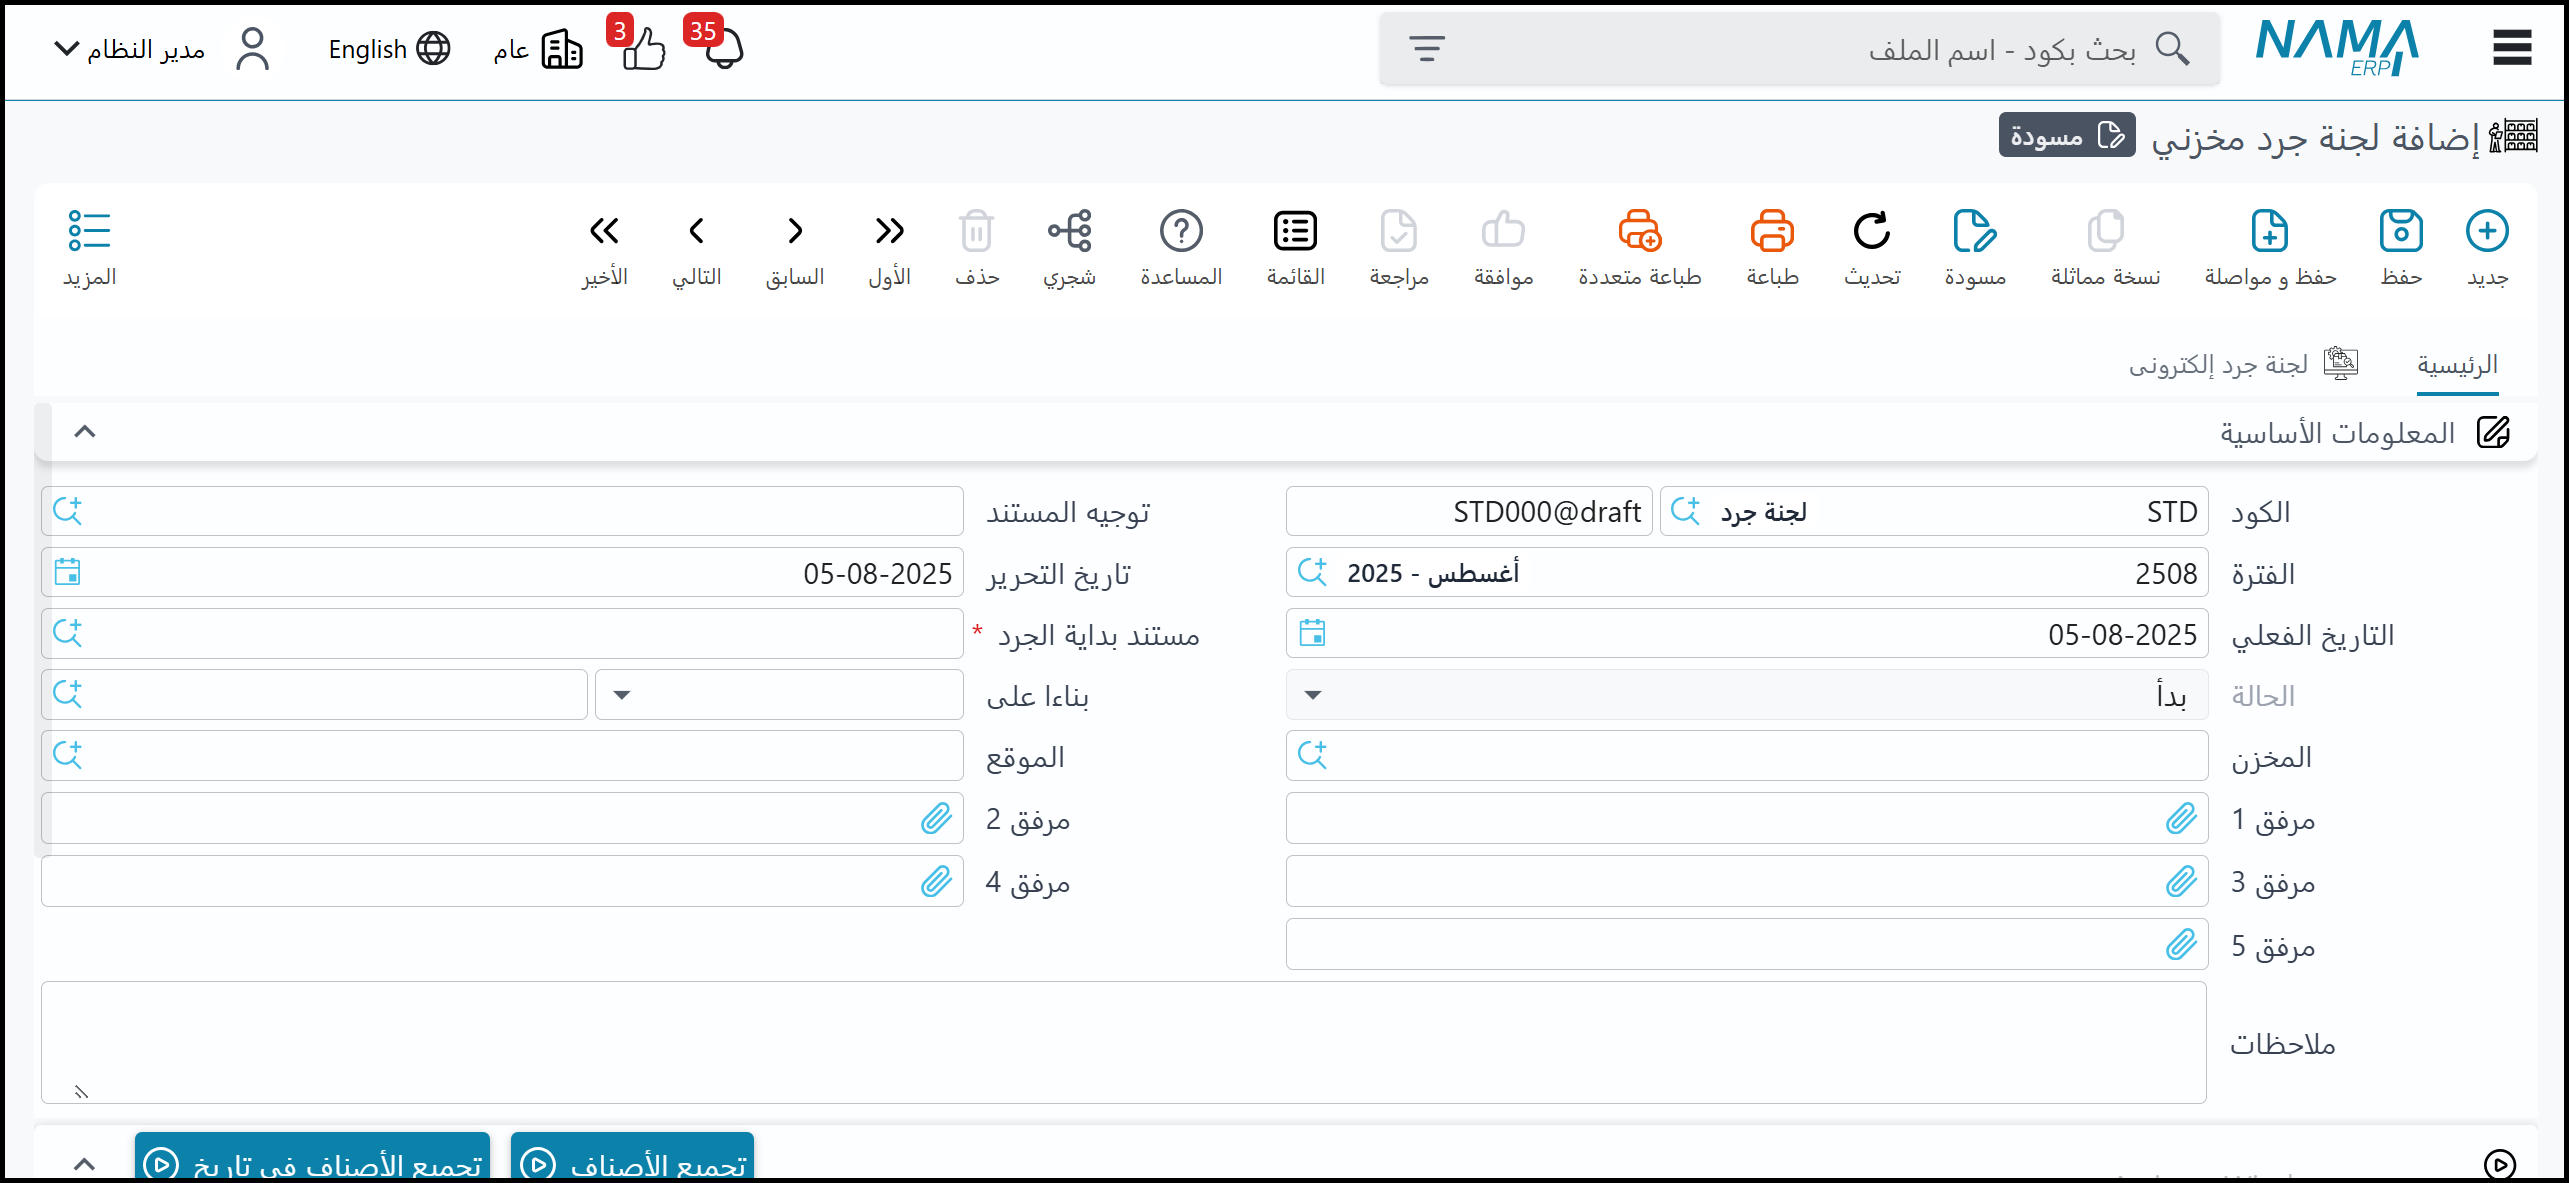 NAMA ERP
بحث بكود - اسم الملف
35
3
عام
English
مدير النظام
إضافة لجنة جرد مخزني
مسودة
جديد
حفظ
حفظ و مواصلة
نسخة مماثلة
مسودة
تحديث
طباعة
طباعة متعددة
موافقة
مراجعة
القائمة
المساعدة
شجري
حذف
الأول
السابق
التالي
الأخير
المزيد
الرئيسية
لجنة جرد إلكترونى
المعلومات الأساسية
الكود STD لجنة جرد STD000@draft
توجيه المستند
الفترة 2508 أغسطس - 2025
تاريخ التحرير 05-08-2025
التاريخ الفعلي 05-08-2025
مستند بداية الجرد *
الحالة بدأ
بناءا على
المخزن
الموقع
مرفق 1
مرفق 2
مرفق 3
مرفق 4
مرفق 5
ملاحظات
تجميع الأصناف
تجميع الأصناف في تاريخ